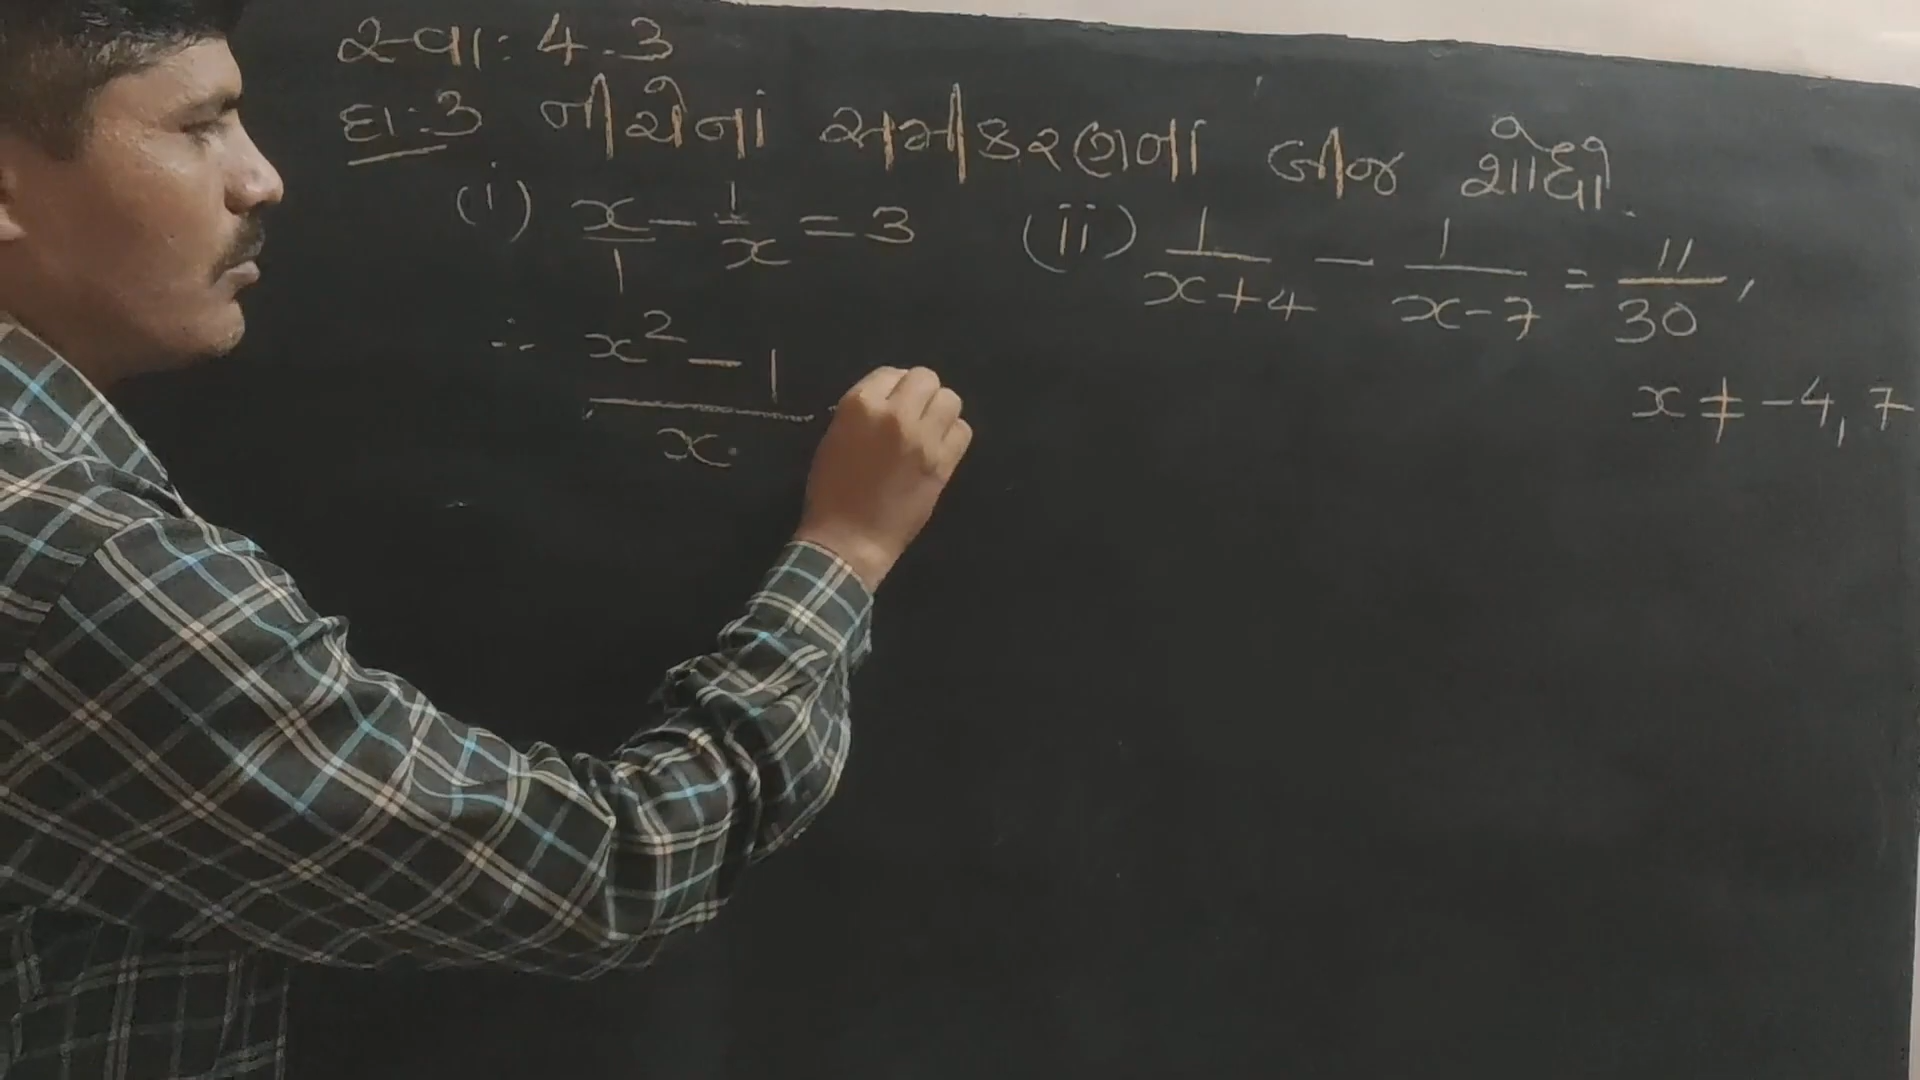 સ્વા: 4.3
દા:3 નીચેનાં સમીકરણના બીજ શોધો.
(i) x/1 - 1/x = 3 (ii) 1/(x+4) - 1/(x-7) = 11/30,
∴ (x² - 1)/x
x ≠ -4, 7